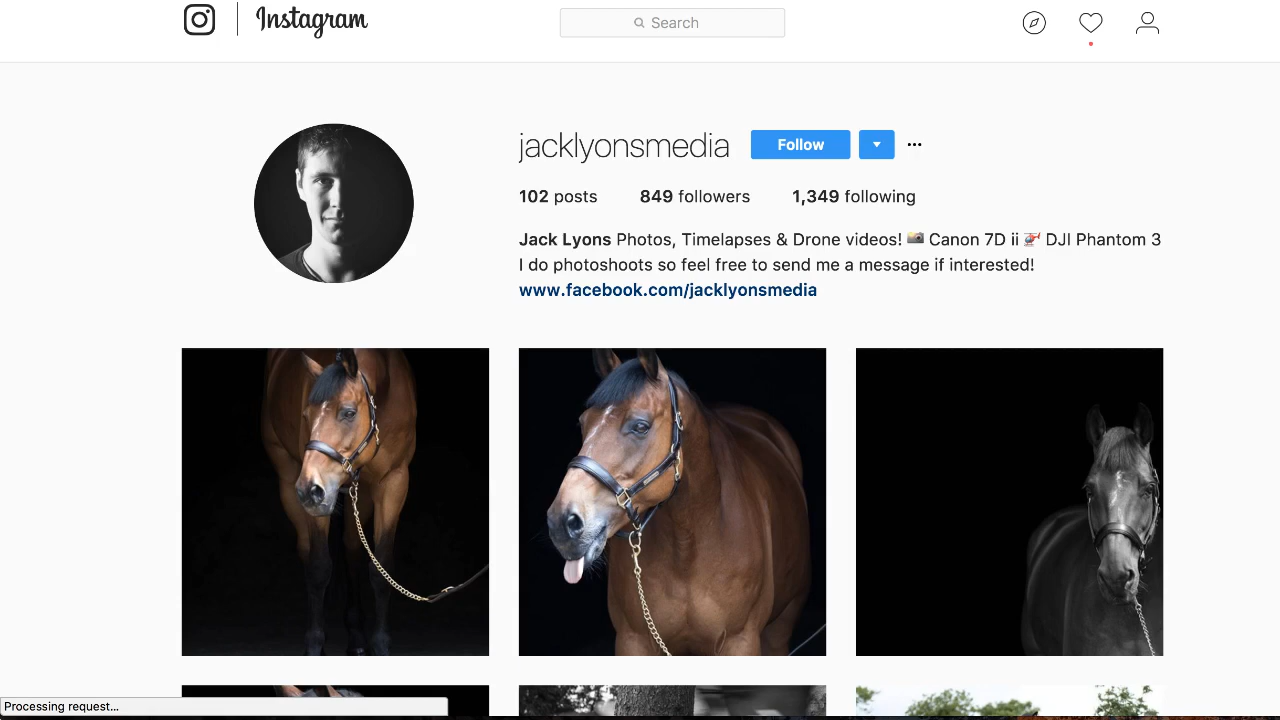 Instagram
Search
jacklyonsmedia Follow
102 posts 849 followers 1,349 following
Jack Lyons Photos, Timelapses & Drone videos! 📷 Canon 7D ii 🚁 DJI Phantom 3
I do photoshoots so feel free to send me a message if interested!
www.facebook.com/jacklyonsmedia
Processing request...